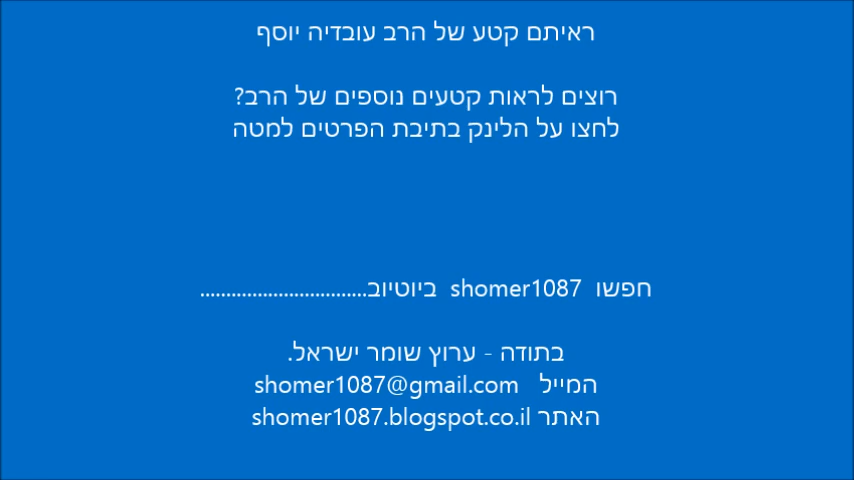 ראיתם קטע של הרב עובדיה יוסף
רוצים לראות קטעים נוספים של הרב?
לחצו על הלינק בתיבת הפרטים למטה
חפשו shomer1087 ביוטיוב................................
בתודה - ערוץ שומר ישראל.
המייל shomer1087@gmail.com
האתר shomer1087.blogspot.co.il